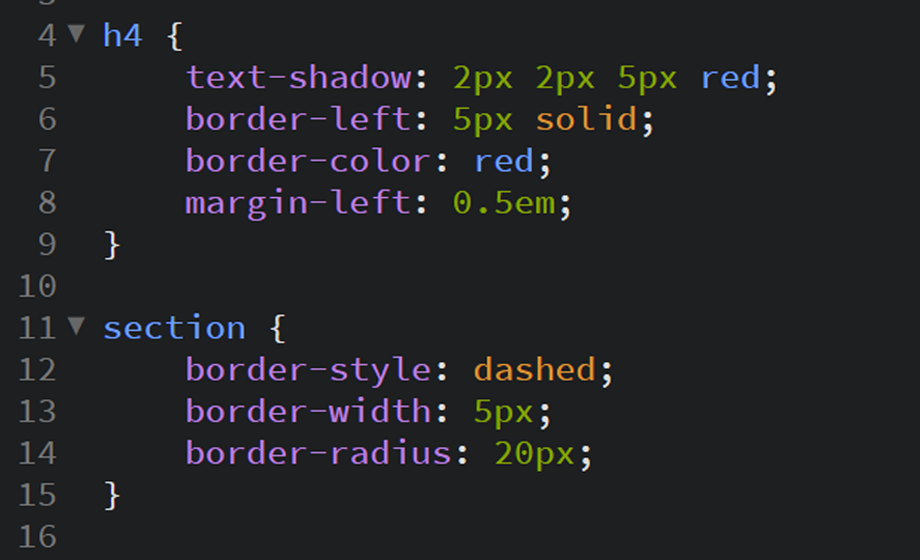 4 h4 {
5 text-shadow: 2px 2px 5px red;
6 border-left: 5px solid;
7 border-color: red;
8 margin-left: 0.5em;
9 }
10
11 section {
12 border-style: dashed;
13 border-width: 5px;
14 border-radius: 20px;
15 }
16